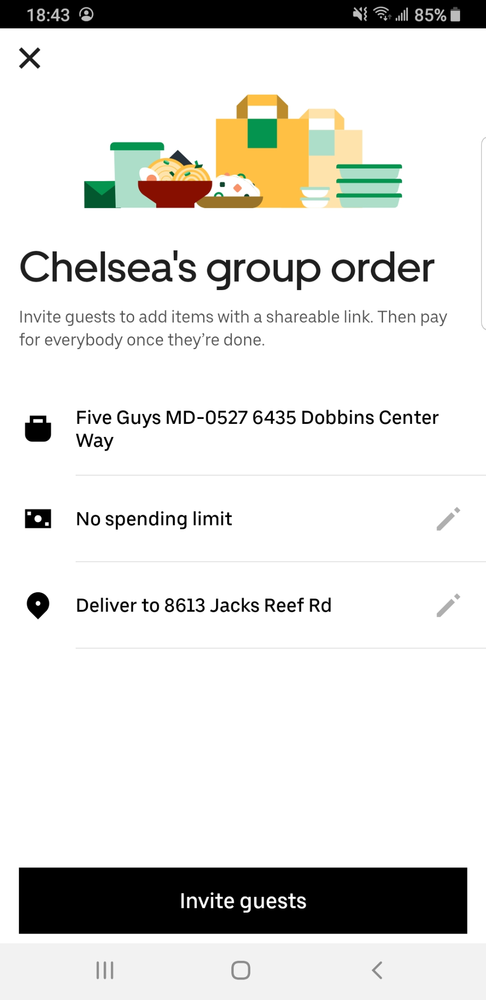 18:43
85%
Chelsea's group order
Invite guests to add items with a shareable link. Then pay
for everybody once they’re done.
Five Guys MD-0527 6435 Dobbins Center
Way
No spending limit
Deliver to 8613 Jacks Reef Rd
Invite guests